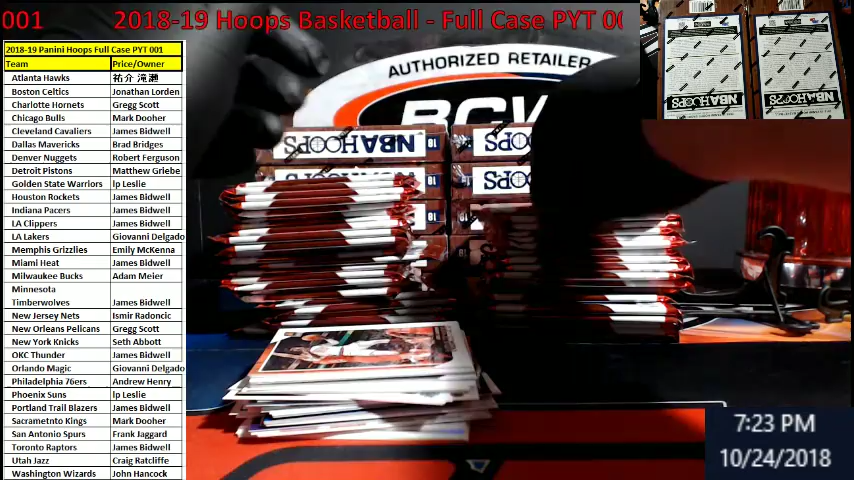 001 2018-19 Hoops Basketball - Full Case PYT 00
2018-19 Panini Hoops Full Case PYT 001
Team Price/Owner
Atlanta Hawks 祐介 滝瀬
Boston Celtics Jonathan Lorden
Charlotte Hornets Gregg Scott
Chicago Bulls Mark Dooher
Cleveland Cavaliers James Bidwell
Dallas Mavericks Brad Bridges
Denver Nuggets Robert Ferguson
Detroit Pistons Matthew Griebe
Golden State Warriors lp Leslie
Houston Rockets James Bidwell
Indiana Pacers James Bidwell
LA Clippers James Bidwell
LA Lakers Giovanni Delgado
Memphis Grizzlies Emily McKenna
Miami Heat James Bidwell
Milwaukee Bucks Adam Meier
Minnesota
Timberwolves James Bidwell
New Jersey Nets Ismir Radoncic
New Orleans Pelicans Gregg Scott
New York Knicks Seth Abbott
OKC Thunder James Bidwell
Orlando Magic Giovanni Delgado
Philadelphia 76ers Andrew Henry
Phoenix Suns lp Leslie
Portland Trail Blazers James Bidwell
Sacrametnto Kings Mark Dooher
San Antonio Spurs Frank Jaggard
Toronto Raptors James Bidwell
Utah Jazz Craig Ratcliffe
Washington Wizards John Hancock
AUTHORIZED RETAILER
BCW
NBA HOOPS
HOOPS
NBA HOOPS
NBA HOOPS
7:23 PM
10/24/2018